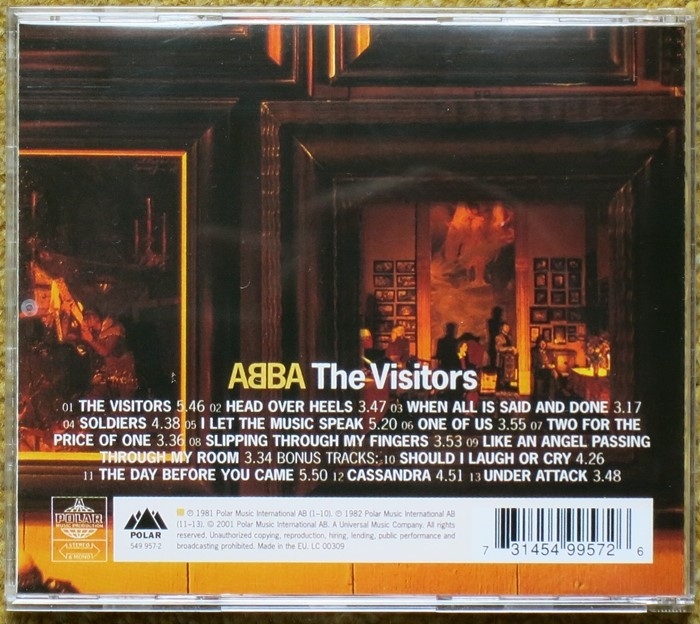 ABBA The Visitors
01 THE VISITORS 5.46 02 HEAD OVER HEELS 3.47 03 WHEN ALL IS SAID AND DONE 3.17
04 SOLDIERS 4.38 05 I LET THE MUSIC SPEAK 5.20 06 ONE OF US 3.55 07 TWO FOR THE
PRICE OF ONE 3.36 08 SLIPPING THROUGH MY FINGERS 3.53 09 LIKE AN ANGEL PASSING
THROUGH MY ROOM 3.34 BONUS TRACKS: 10 SHOULD I LAUGH OR CRY 4.26
11 THE DAY BEFORE YOU CAME 5.50 12 CASSANDRA 4.51 13 UNDER ATTACK 3.48
POLAR
MUSIC PRODUCTION
STEREO
& MONO
POLAR
549 957-2
℗ 1981 Polar Music International AB (1–10). ℗ 1982 Polar Music International AB
(11–13). © 2001 Polar Music International AB. A Universal Music Company. All rights
reserved. Unauthorized copying, reproduction, hiring, lending, public performance and
broadcasting prohibited. Made in the EU. LC 00309
7 31454 99572 6